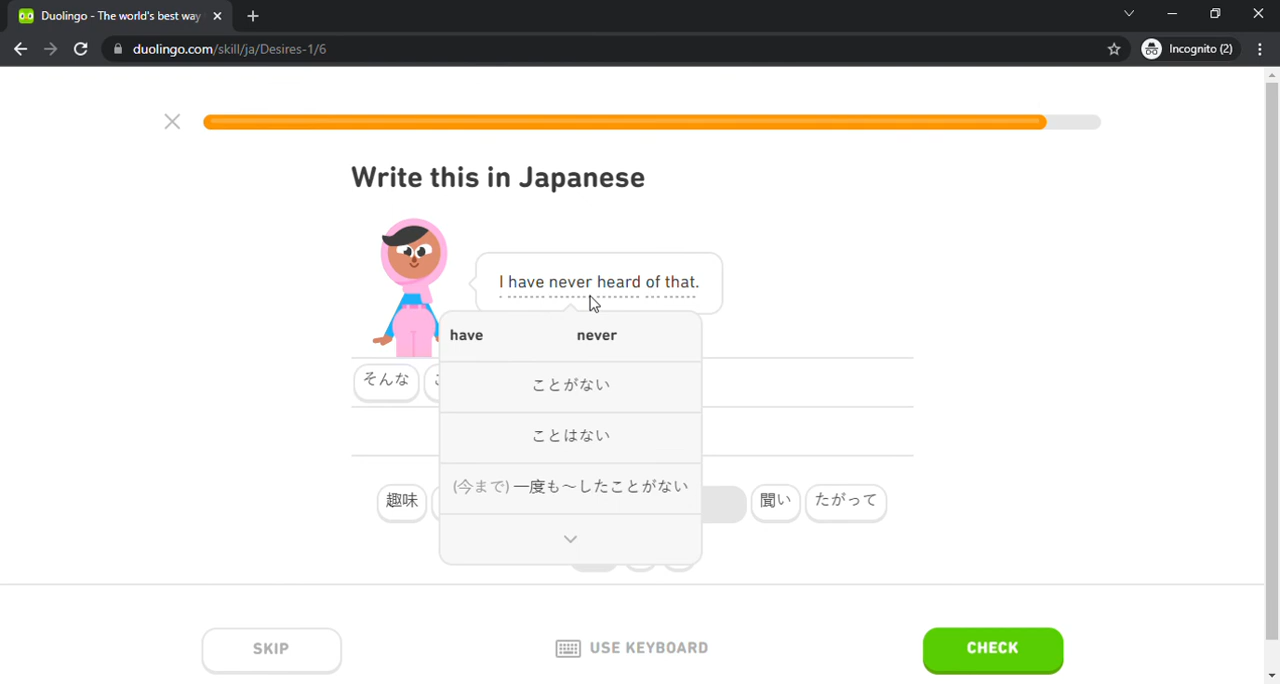 Duolingo - The world's best way
duolingo.com/skill/ja/Desires-1/6
Incognito (2)
Write this in Japanese
I have never heard of that.
have never
ことがない
そんな
ことはない
(今まで)一度も～したことがない
趣味 聞い たがって
SKIP USE KEYBOARD CHECK